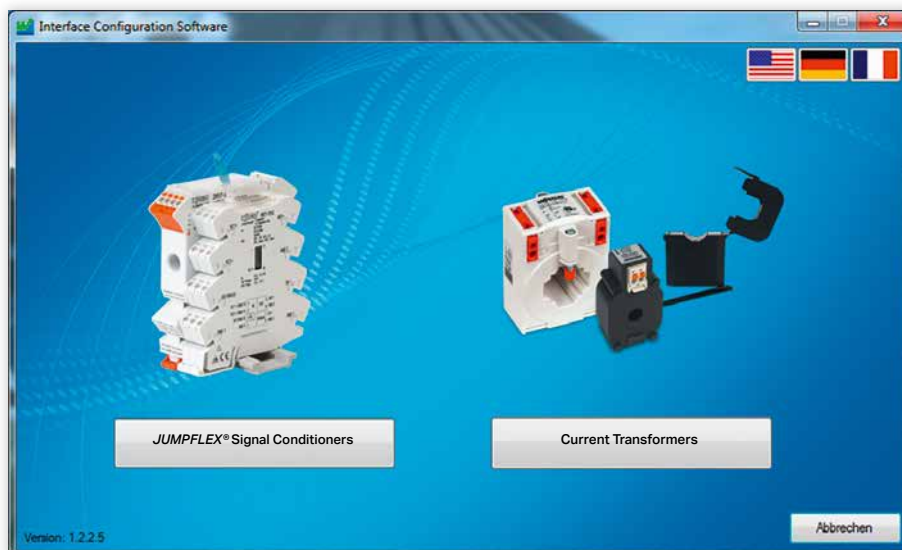 Interface Configuration Software
JUMPFLEX® Signal Conditioners
Current Transformers
Version: 1.2.2.5
Abbrechen